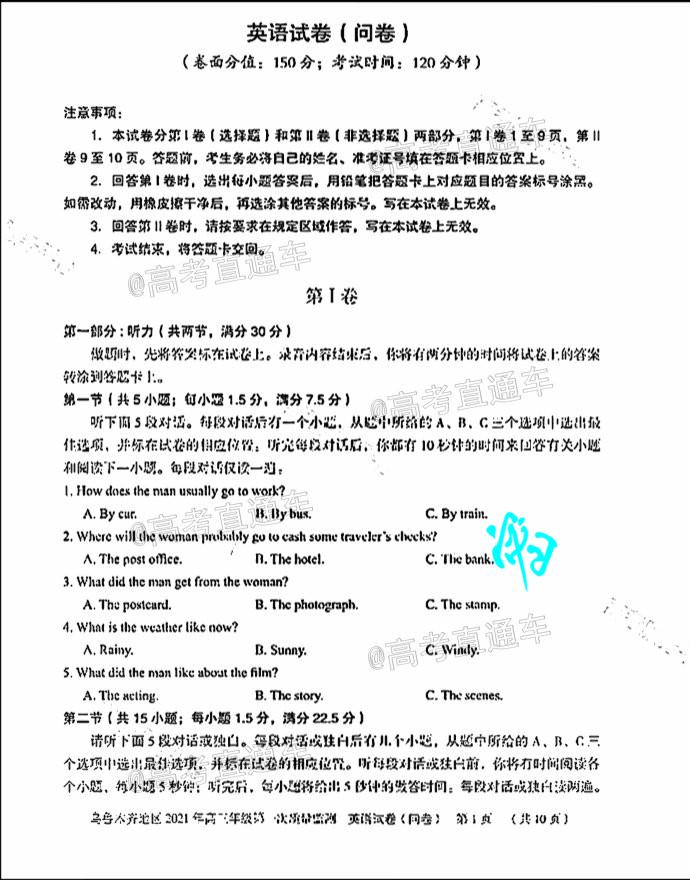 英语试卷（问卷）
（卷面分值：150分；考试时间：120分钟）
注意事项：
1．本试卷分第Ⅰ卷（选择题）和第Ⅱ卷（非选择题）两部分，第Ⅰ卷1至9页，第Ⅱ
卷9至10页。答题前，考生务必将自己的姓名、准考证号填在答题卡相应位置上。
2．回答第Ⅰ卷时，选出每小题答案后，用铅笔把答题卡上对应题目的答案标号涂黑。
如需改动，用橡皮擦干净后，再选涂其他答案的标号。写在本试卷上无效。
3．回答第Ⅱ卷时，请按要求在规定区域作答，写在本试卷上无效。
4．考试结束，将答题卡交回。
@高考直通车
第Ⅰ卷
第一部分：听力（共两节，满分30分）
做题时，先将答案标在试卷上。录音内容结束后，你将有两分钟的时间将试卷上的答案
转涂到答题卡上。
@高考直通车
第一节（共5小题；每小题1.5分，满分7.5分）
听下面5段对话。每段对话后有一个小题，从题中所给的A、B、C三个选项中选出最
佳选项，并标在试卷的相应位置。听完每段对话后，你都有10秒钟的时间来回答有关小题
和阅读下一小题。每段对话仅读一遍。
1. How does the man usually go to work?
A. By car. B. By bus. C. By train.
@高考直通车
2. Where will the woman probably go to cash some traveler's checks?
A. The post office. B. The hotel. C. The bank.
3. What did the man get from the woman?
A. The postcard. B. The photograph. C. The stamp.
4. What is the weather like now?
A. Rainy. B. Sunny. C. Windy.
@高考直通车
5. What did the man like about the film?
A. The acting. B. The story. C. The scenes.
第二节（共15小题；每小题1.5分，满分22.5分）
请听下面5段对话或独白。每段对话或独白后有几个小题，从题中所给的A、B、C三
个选项中选出最佳选项，并标在试卷的相应位置。听每段对话或独白前，你将有时间阅读各
个小题，每小题5秒钟；听完后，每小题将给出5秒钟的做答时间。每段对话或独白读两遍。
@高考直通车
乌鲁木齐地区2021年高三年级第一次质量监测 英语试卷（问卷） 第1页 （共10页）